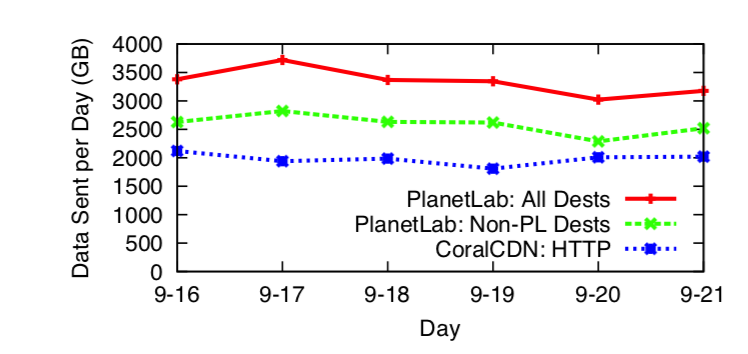 Data Sent per Day (GB)
4000
3500
3000
2500
2000
1500
1000
500
0
PlanetLab: All Dests
PlanetLab: Non-PL Dests
CoralCDN: HTTP
9-16 9-17 9-18 9-19 9-20 9-21
Day